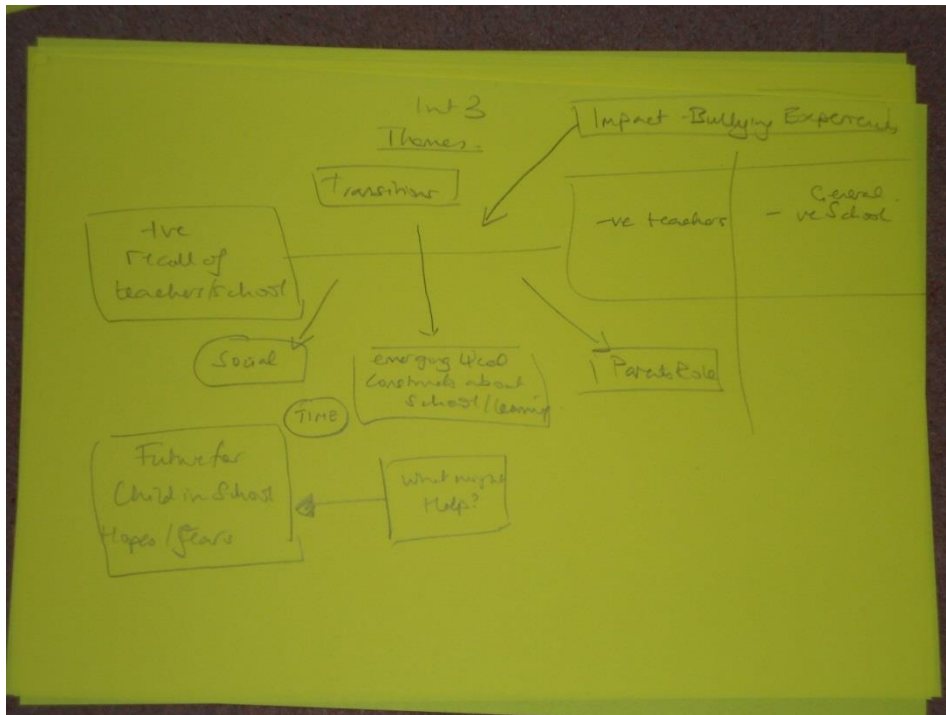 Int 3
Themes-
Transitions
Impact - Bullying Experiences
+ve
recall of
teachers/school
-ve teachers
General
- ve School
Social
emerging
constructs about
school/learning.
Parents Role
TIME
Future for
Child in School
Hopes/fears
What might
Help?